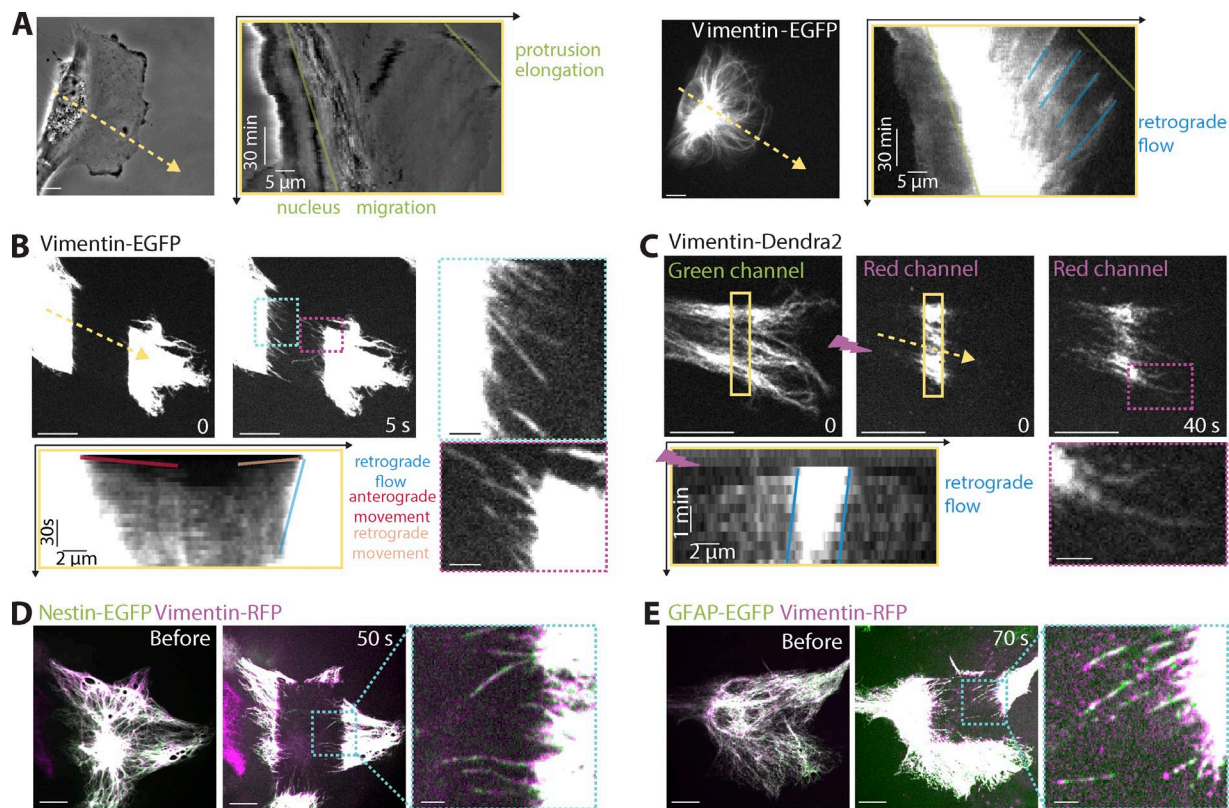 A
protrusion
elongation
30 min
5 µm
nucleus migration
Vimentin-EGFP
30 min
5 µm
retrograde
flow
B
Vimentin-EGFP
0
5 s
30s
2 µm
retrograde
flow
anterograde
movement
retrograde
movement
C
Vimentin-Dendra2
Green channel
Red channel
Red channel
0
0
40s
1 min
2 µm
retrograde
flow
D
Nestin-EGFP Vimentin-RFP
Before
50 s
E
GFAP-EGFP Vimentin-RFP
Before
70 s